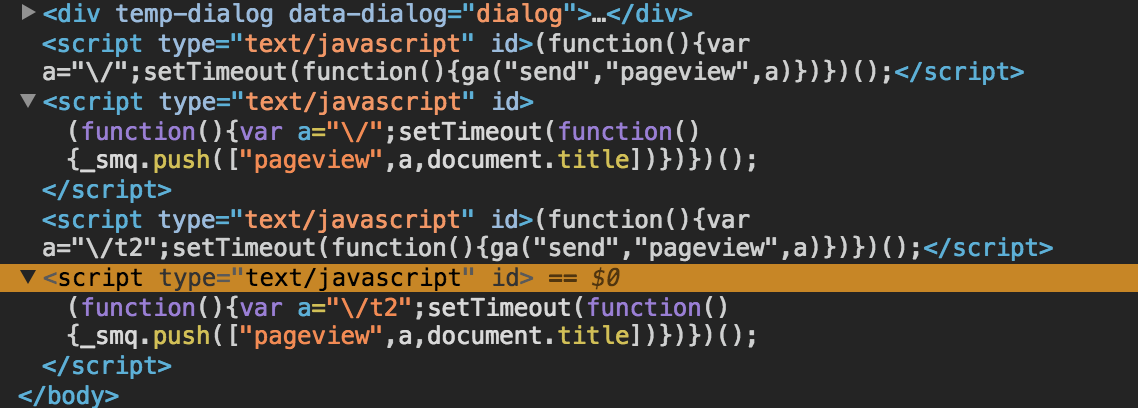 <div temp-dialog data-dialog="dialog">…</div>
<script type="text/javascript" id>(function(){var
a="\/";setTimeout(function(){ga("send","pageview",a)})})();</script>
<script type="text/javascript" id>
(function(){var a="\/";setTimeout(function()
{_smq.push(["pageview",a,document.title])})})();
</script>
<script type="text/javascript" id>(function(){var
a="\/t2";setTimeout(function(){ga("send","pageview",a)})})();</script>
<script type="text/javascript" id> == $0
(function(){var a="\/t2";setTimeout(function()
{_smq.push(["pageview",a,document.title])})})();
</script>
</body>